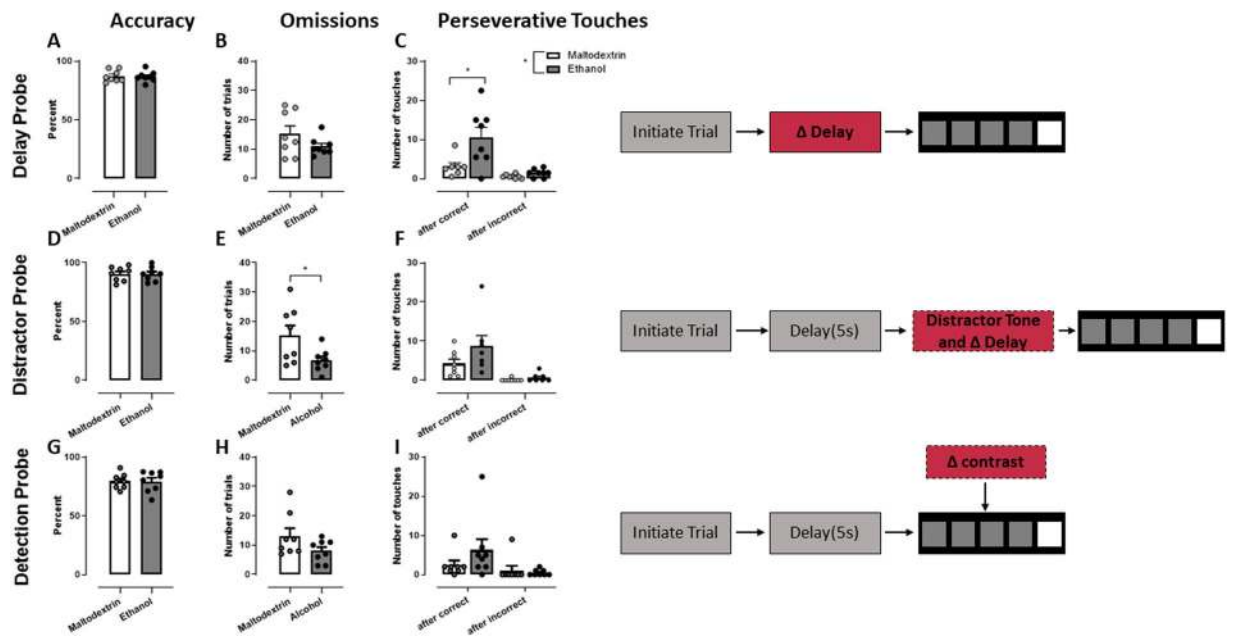 Accuracy
Omissions
Perseverative Touches
Delay Probe
A
Percent
100
50
0
Maltodextrin
Ethanol
B
Number of trials
40
30
20
10
0
Maltodextrin
Ethanol
C
Number of touches
30
20
10
0
*
*
Maltodextrin
Ethanol
after correct
after incorrect
Initiate Trial
Δ Delay
Distractor Probe
D
Percent
100
50
0
Maltodextrin
Ethanol
E
Number of trials
40
30
20
10
0
*
Maltodextrin
Alcohol
F
Number of touches
30
20
10
0
after correct
after incorrect
Initiate Trial
Delay(5s)
Distractor Tone
and Δ Delay
Detection Probe
G
Percent
100
50
0
Maltodextrin
Ethanol
H
Number of trials
40
30
20
10
0
Maltodextrin
Alcohol
I
Number of touches
30
20
10
0
after correct
after incorrect
Δ contrast
Initiate Trial
Delay(5s)